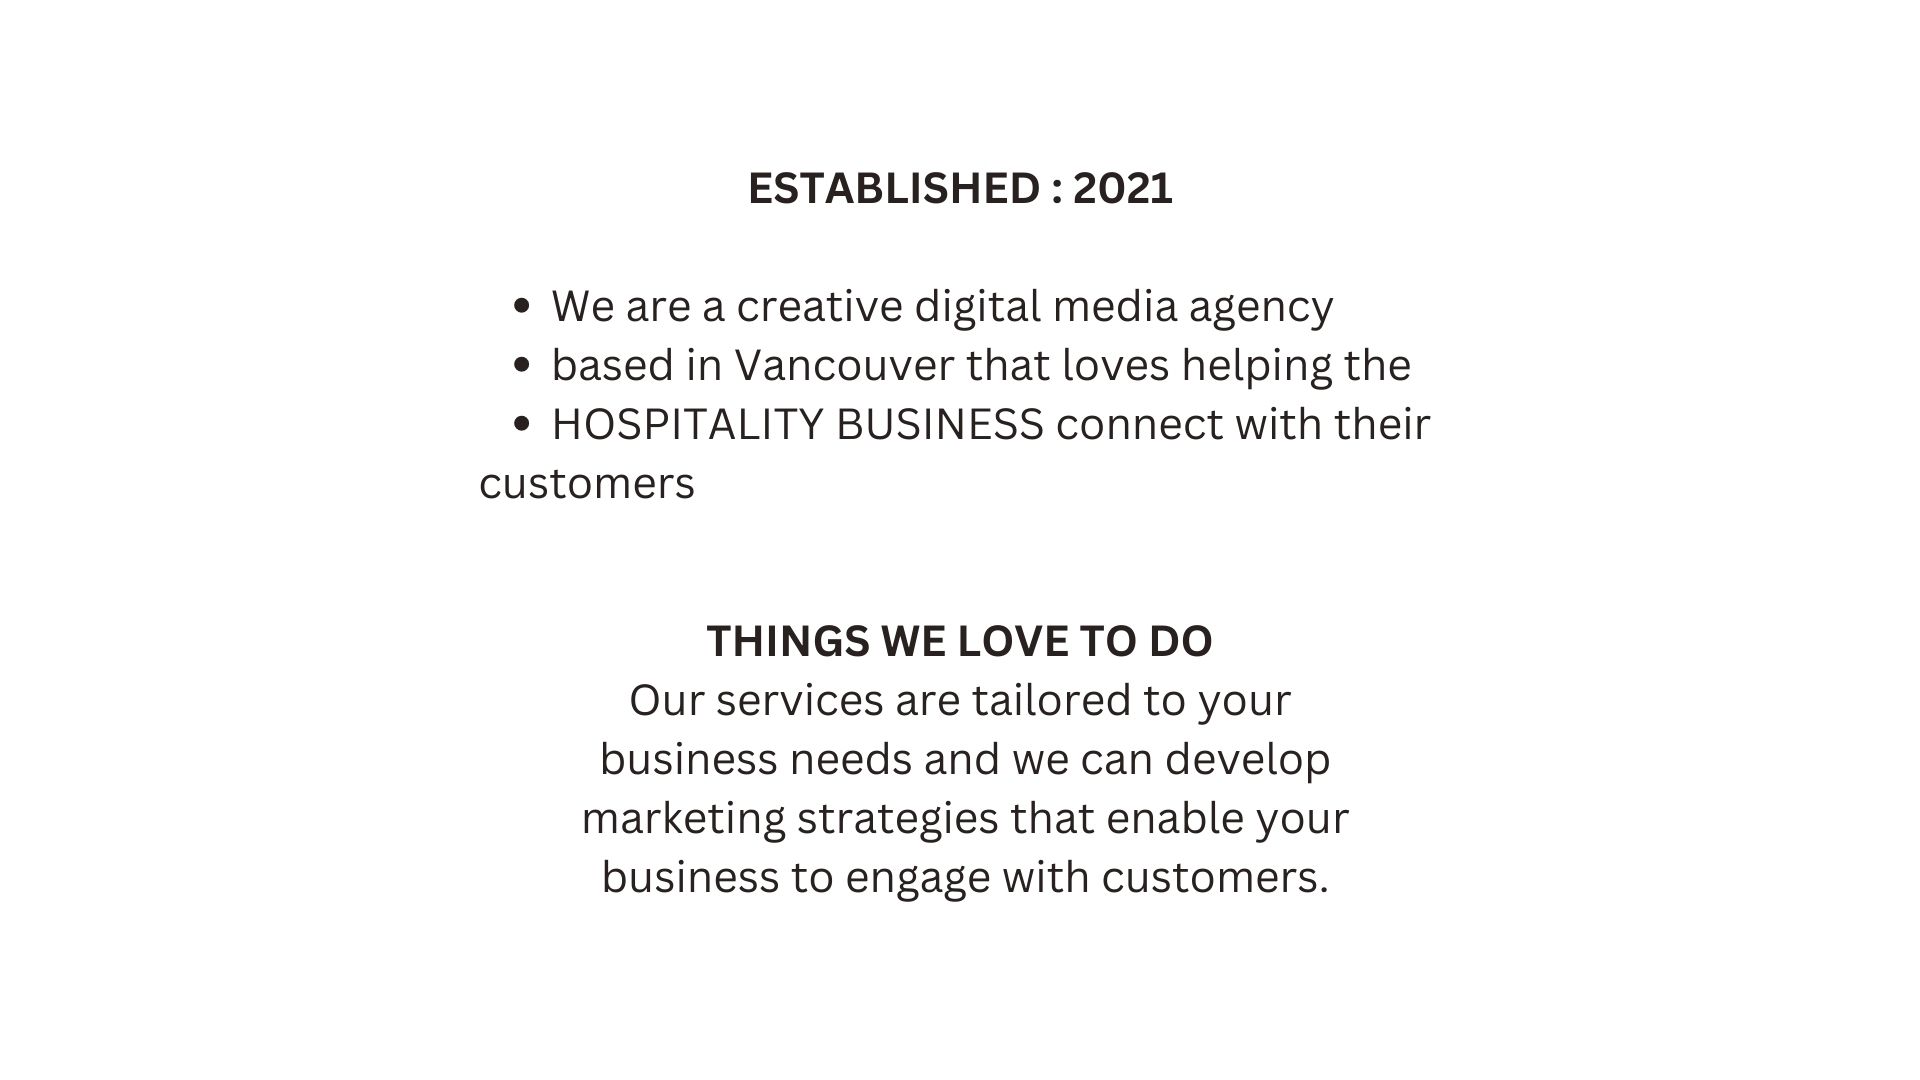 ESTABLISHED : 2021
• We are a creative digital media agency
• based in Vancouver that loves helping the
• HOSPITALITY BUSINESS connect with their
customers
THINGS WE LOVE TO DO
Our services are tailored to your
business needs and we can develop
marketing strategies that enable your
business to engage with customers.